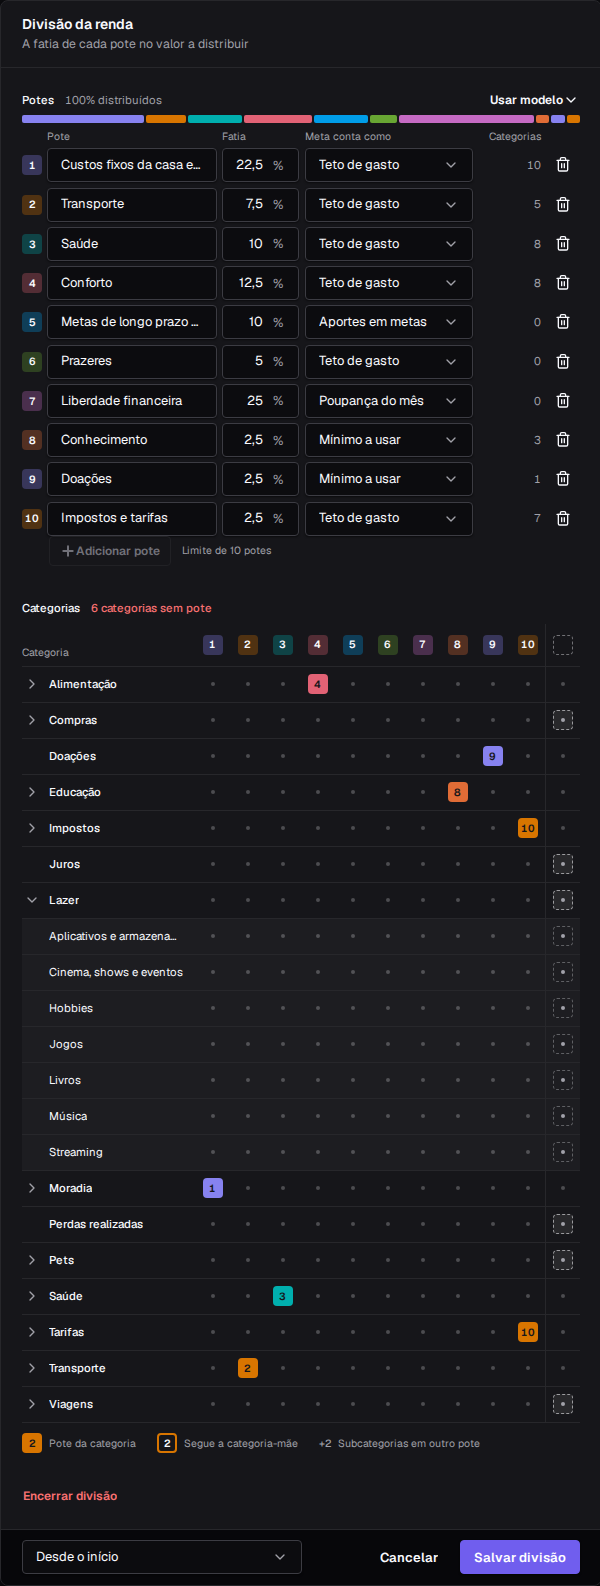 Divisão da renda
A fatia de cada pote no valor a distribuir
Potes 100% distribuídos Usar modelo
Pote Fatia Meta conta como Categorias
1 Custos fixos da casa e... 22,5 % Teto de gasto 10
2 Transporte 7,5 % Teto de gasto 5
3 Saúde 10 % Teto de gasto 8
4 Conforto 12,5 % Teto de gasto 8
5 Metas de longo prazo ... 10 % Aportes em metas 0
6 Prazeres 5 % Teto de gasto 0
7 Liberdade financeira 25 % Poupança do mês 0
8 Conhecimento 2,5 % Mínimo a usar 3
9 Doações 2,5 % Mínimo a usar 1
10 Impostos e tarifas 2,5 % Teto de gasto 7
+ Adicionar pote Limite de 10 potes
Categorias 6 categorias sem pote
Categoria 1 2 3 4 5 6 7 8 9 10
Alimentação 4
Compras
Doações 9
Educação 8
Impostos 10
Juros
Lazer
Aplicativos e armazena...
Cinema, shows e eventos
Hobbies
Jogos
Livros
Música
Streaming
Moradia 1
Perdas realizadas
Pets
Saúde 3
Tarifas 10
Transporte 2
Viagens
2 Pote da categoria 2 Segue a categoria-mãe +2 Subcategorias em outro pote
Encerrar divisão
Desde o início Cancelar Salvar divisão